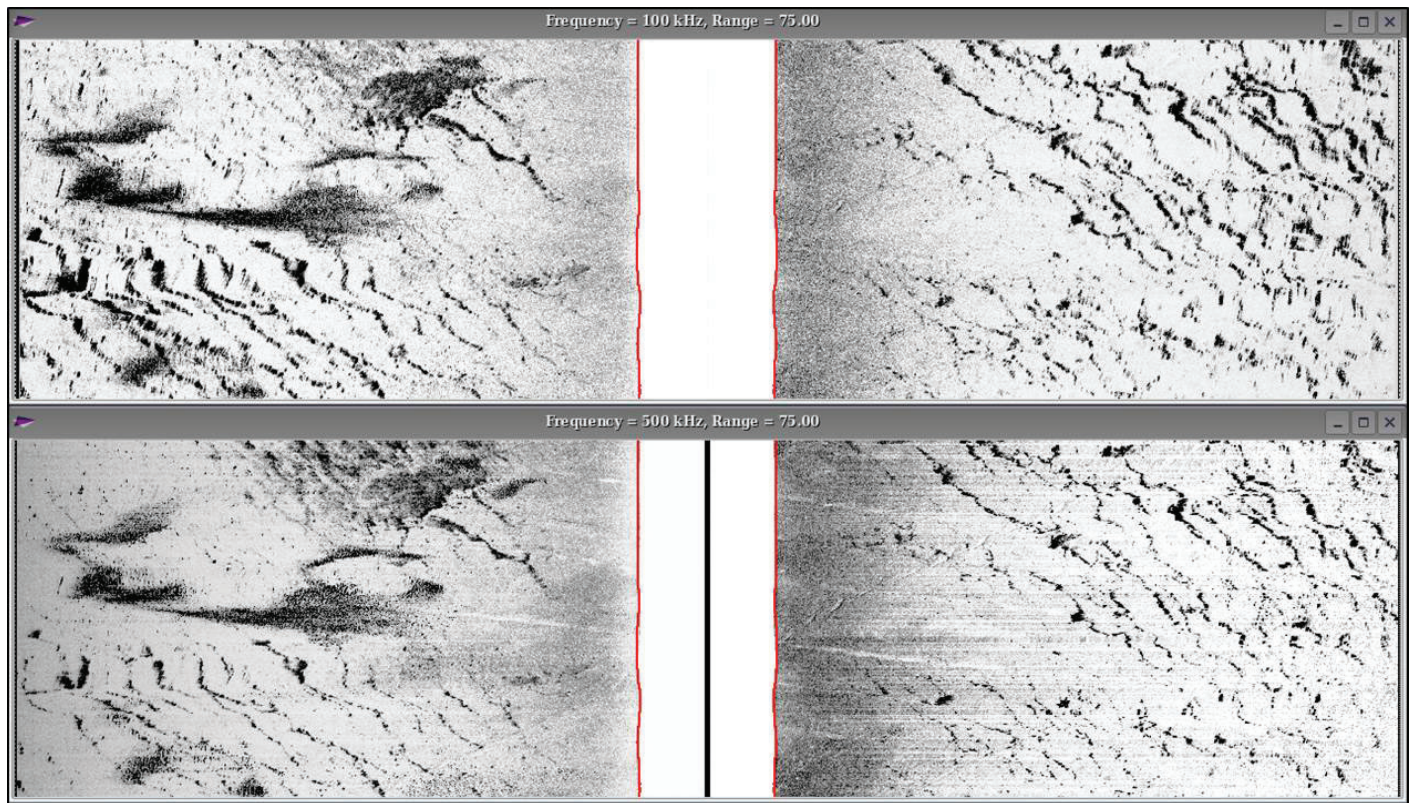 Frequency = 100 kHz, Range = 75.00
Frequency = 500 kHz, Range = 75.00